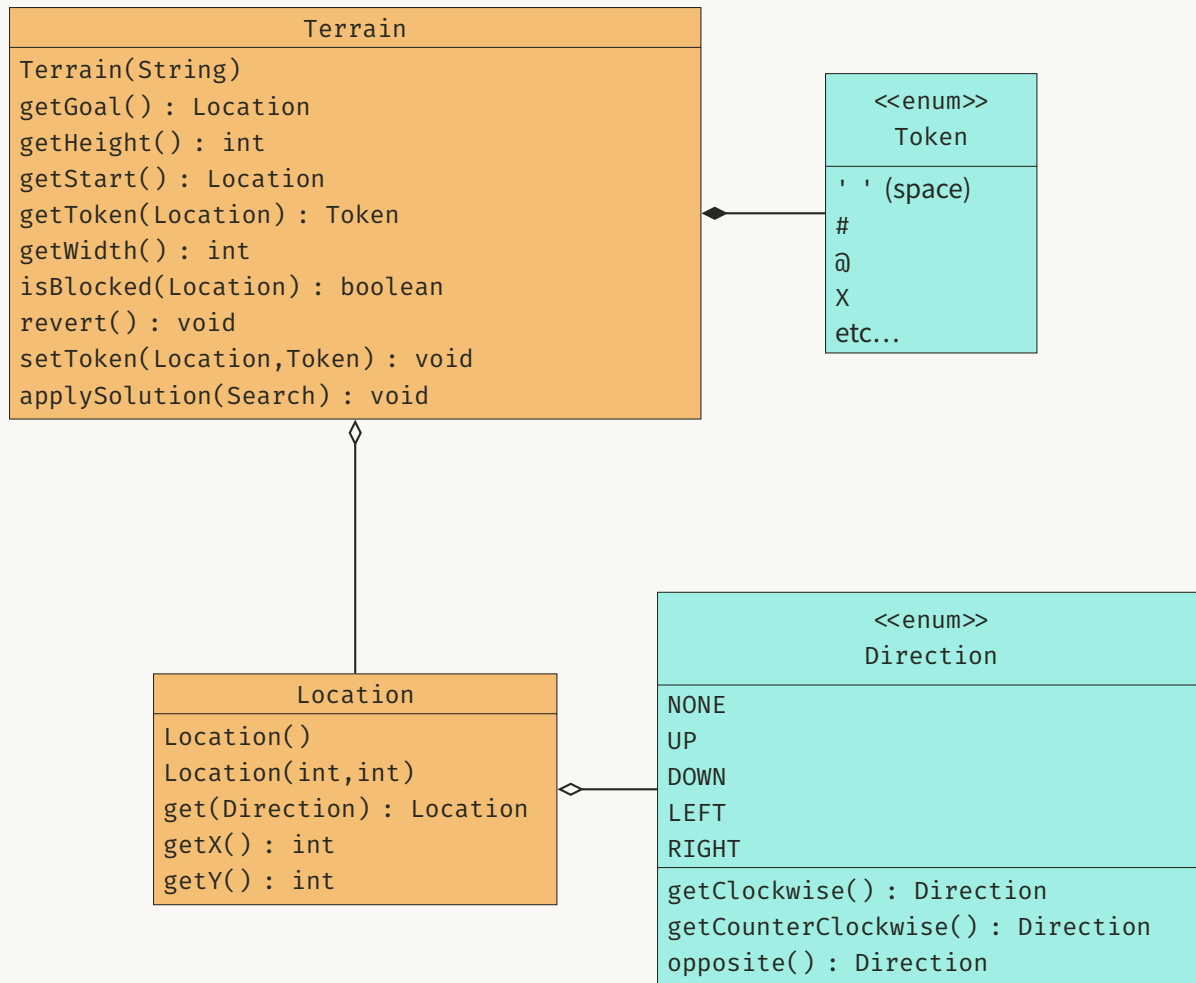 Terrain
Terrain(String)
getGoal() : Location
getHeight() : int
getStart() : Location
getToken(Location) : Token
getWidth() : int
isBlocked(Location) : boolean
revert() : void
setToken(Location,Token) : void
applySolution(Search) : void
<<enum>>
Token
' ' (space)
#
@
X
etc…
Location
Location()
Location(int,int)
get(Direction) : Location
getX() : int
getY() : int
<<enum>>
Direction
NONE
UP
DOWN
LEFT
RIGHT
getClockwise() : Direction
getCounterClockwise() : Direction
opposite() : Direction